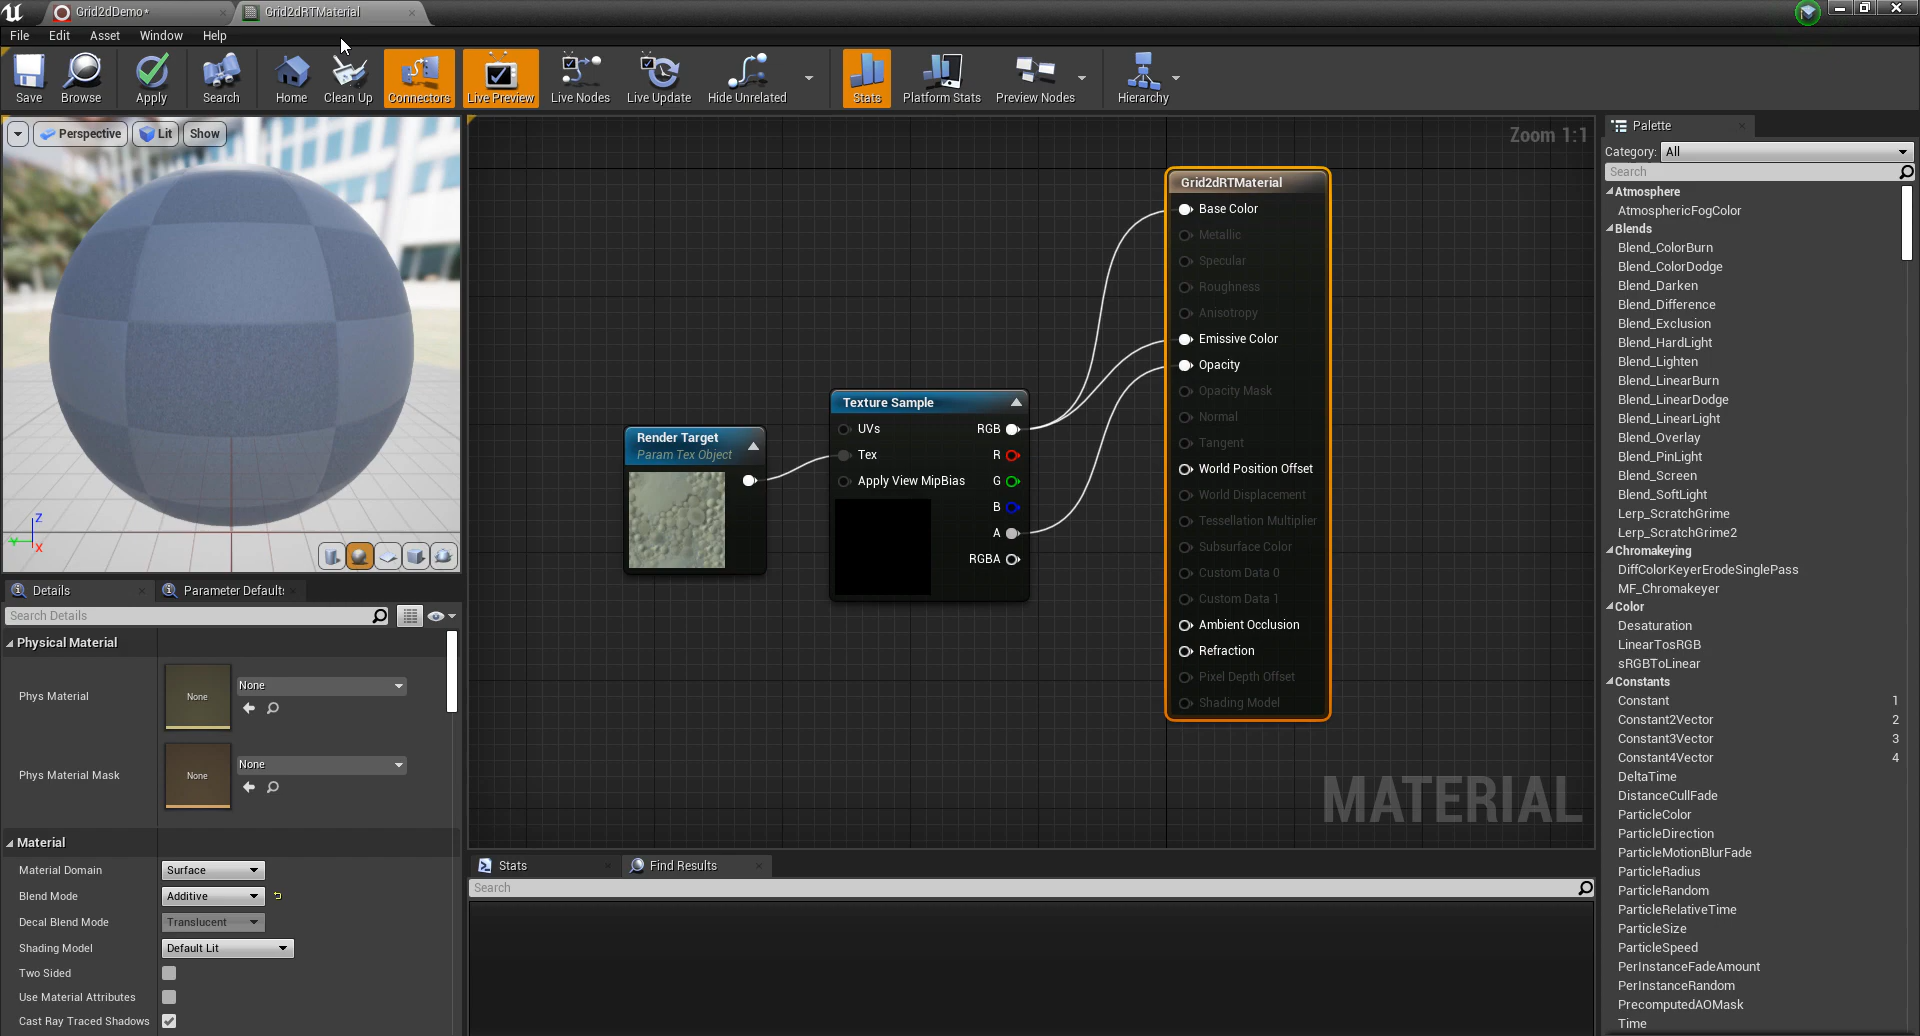 Grid2dDemo*
Grid2dRTMaterial
File
Edit
Asset
Window
Help
Save
Browse
Apply
Search
Home
Clean Up
Connectors
Live Preview
Live Nodes
Live Update
Hide Unrelated
Stats
Platform Stats
Preview Nodes
Hierarchy
Perspective
Lit
Show
Z
Y
X
Details
Parameter Defaults
Search Details
Physical Material
Phys Material
None
None
Phys Material Mask
None
None
Material
Material Domain
Surface
Blend Mode
Additive
Decal Blend Mode
Translucent
Shading Model
Default Lit
Two Sided
Use Material Attributes
Cast Ray Traced Shadows
Zoom 1:1
Render Target
Param Tex Object
Texture Sample
UVs
RGB
Tex
R
Apply View MipBias
G
B
A
RGBA
Grid2dRTMaterial
Base Color
Metallic
Specular
Roughness
Anisotropy
Emissive Color
Opacity
Opacity Mask
Normal
Tangent
World Position Offset
World Displacement
Tessellation Multiplier
Subsurface Color
Custom Data 0
Custom Data 1
Ambient Occlusion
Refraction
Pixel Depth Offset
Shading Model
MATERIAL
Stats
Find Results
Search
Palette
Category:
All
Search
Atmosphere
AtmosphericFogColor
Blends
Blend_ColorBurn
Blend_ColorDodge
Blend_Darken
Blend_Difference
Blend_Exclusion
Blend_HardLight
Blend_Lighten
Blend_LinearBurn
Blend_LinearDodge
Blend_LinearLight
Blend_Overlay
Blend_PinLight
Blend_Screen
Blend_SoftLight
Lerp_ScratchGrime
Lerp_ScratchGrime2
Chromakeying
DiffColorKeyerErodeSinglePass
MF_Chromakeyer
Color
Desaturation
LinearTosRGB
sRGBToLinear
Constants
Constant 1
Constant2Vector 2
Constant3Vector 3
Constant4Vector 4
DeltaTime
DistanceCullFade
ParticleColor
ParticleDirection
ParticleMotionBlurFade
ParticleRadius
ParticleRandom
ParticleRelativeTime
ParticleSize
ParticleSpeed
PerInstanceFadeAmount
PerInstanceRandom
PrecomputedAOMask
Time